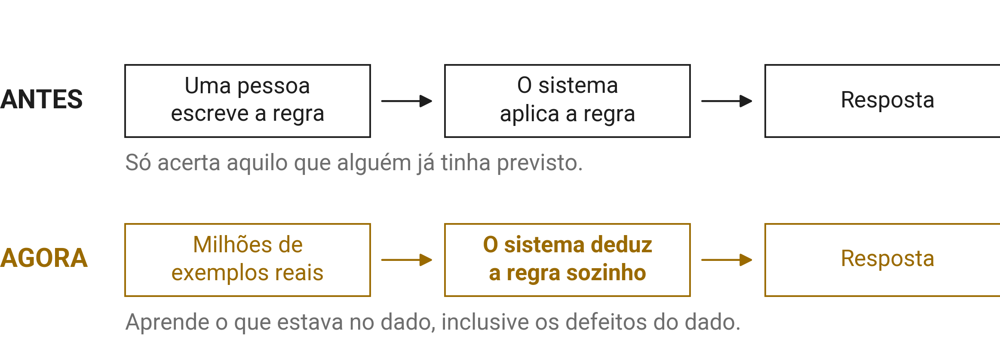 ANTES
Uma pessoa
escreve a regra
O sistema
aplica a regra
Resposta
Só acerta aquilo que alguém já tinha previsto.
AGORA
Milhões de
exemplos reais
O sistema deduz
a regra sozinho
Resposta
Aprende o que estava no dado, inclusive os defeitos do dado.